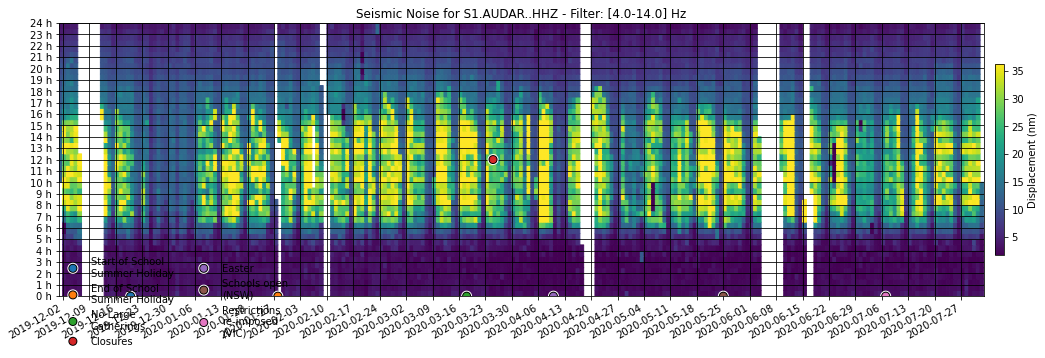 Seismic Noise for S1.AUDAR..HHZ - Filter: [4.0-14.0] Hz
24 h
23 h
22 h
21 h
20 h
19 h
18 h
17 h
16 h
15 h
14 h
13 h
12 h
11 h
10 h
9 h
8 h
7 h
6 h
5 h
4 h
3 h
2 h
1 h
0 h
35
30
25
20
15
10
5
Displacement (nm)
Start of School
Summer Holiday
End of School
Summer Holiday
No Large
Gatherings
Closures
Easter
Schools open
(NSW)
Restrictions
re-imposed
(VIC)
2019-12-02
2019-12-23
2019-12-30
2020-01-06
2020-01-13
2020-02-03
2020-02-10
2020-02-17
2020-02-24
2020-03-02
2020-03-09
2020-03-16
2020-03-23
2020-03-30
2020-04-06
2020-04-13
2020-04-20
2020-04-27
2020-05-04
2020-05-11
2020-05-18
2020-05-25
2020-06-01
2020-06-08
2020-06-15
2020-06-22
2020-06-29
2020-07-06
2020-07-13
2020-07-20
2020-07-27